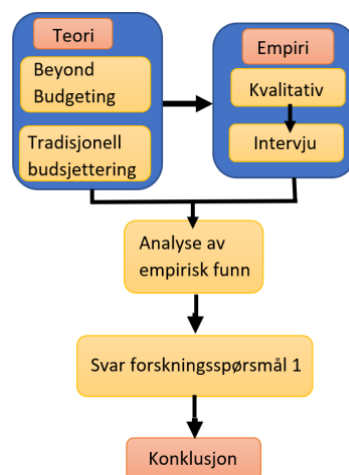 Teori
Beyond
Budgeting
Tradisjonell
budsjettering
Empiri
Kvalitativ
Intervju
Analyse av
empirisk funn
Svar forskningsspørsmål 1
Konklusjon